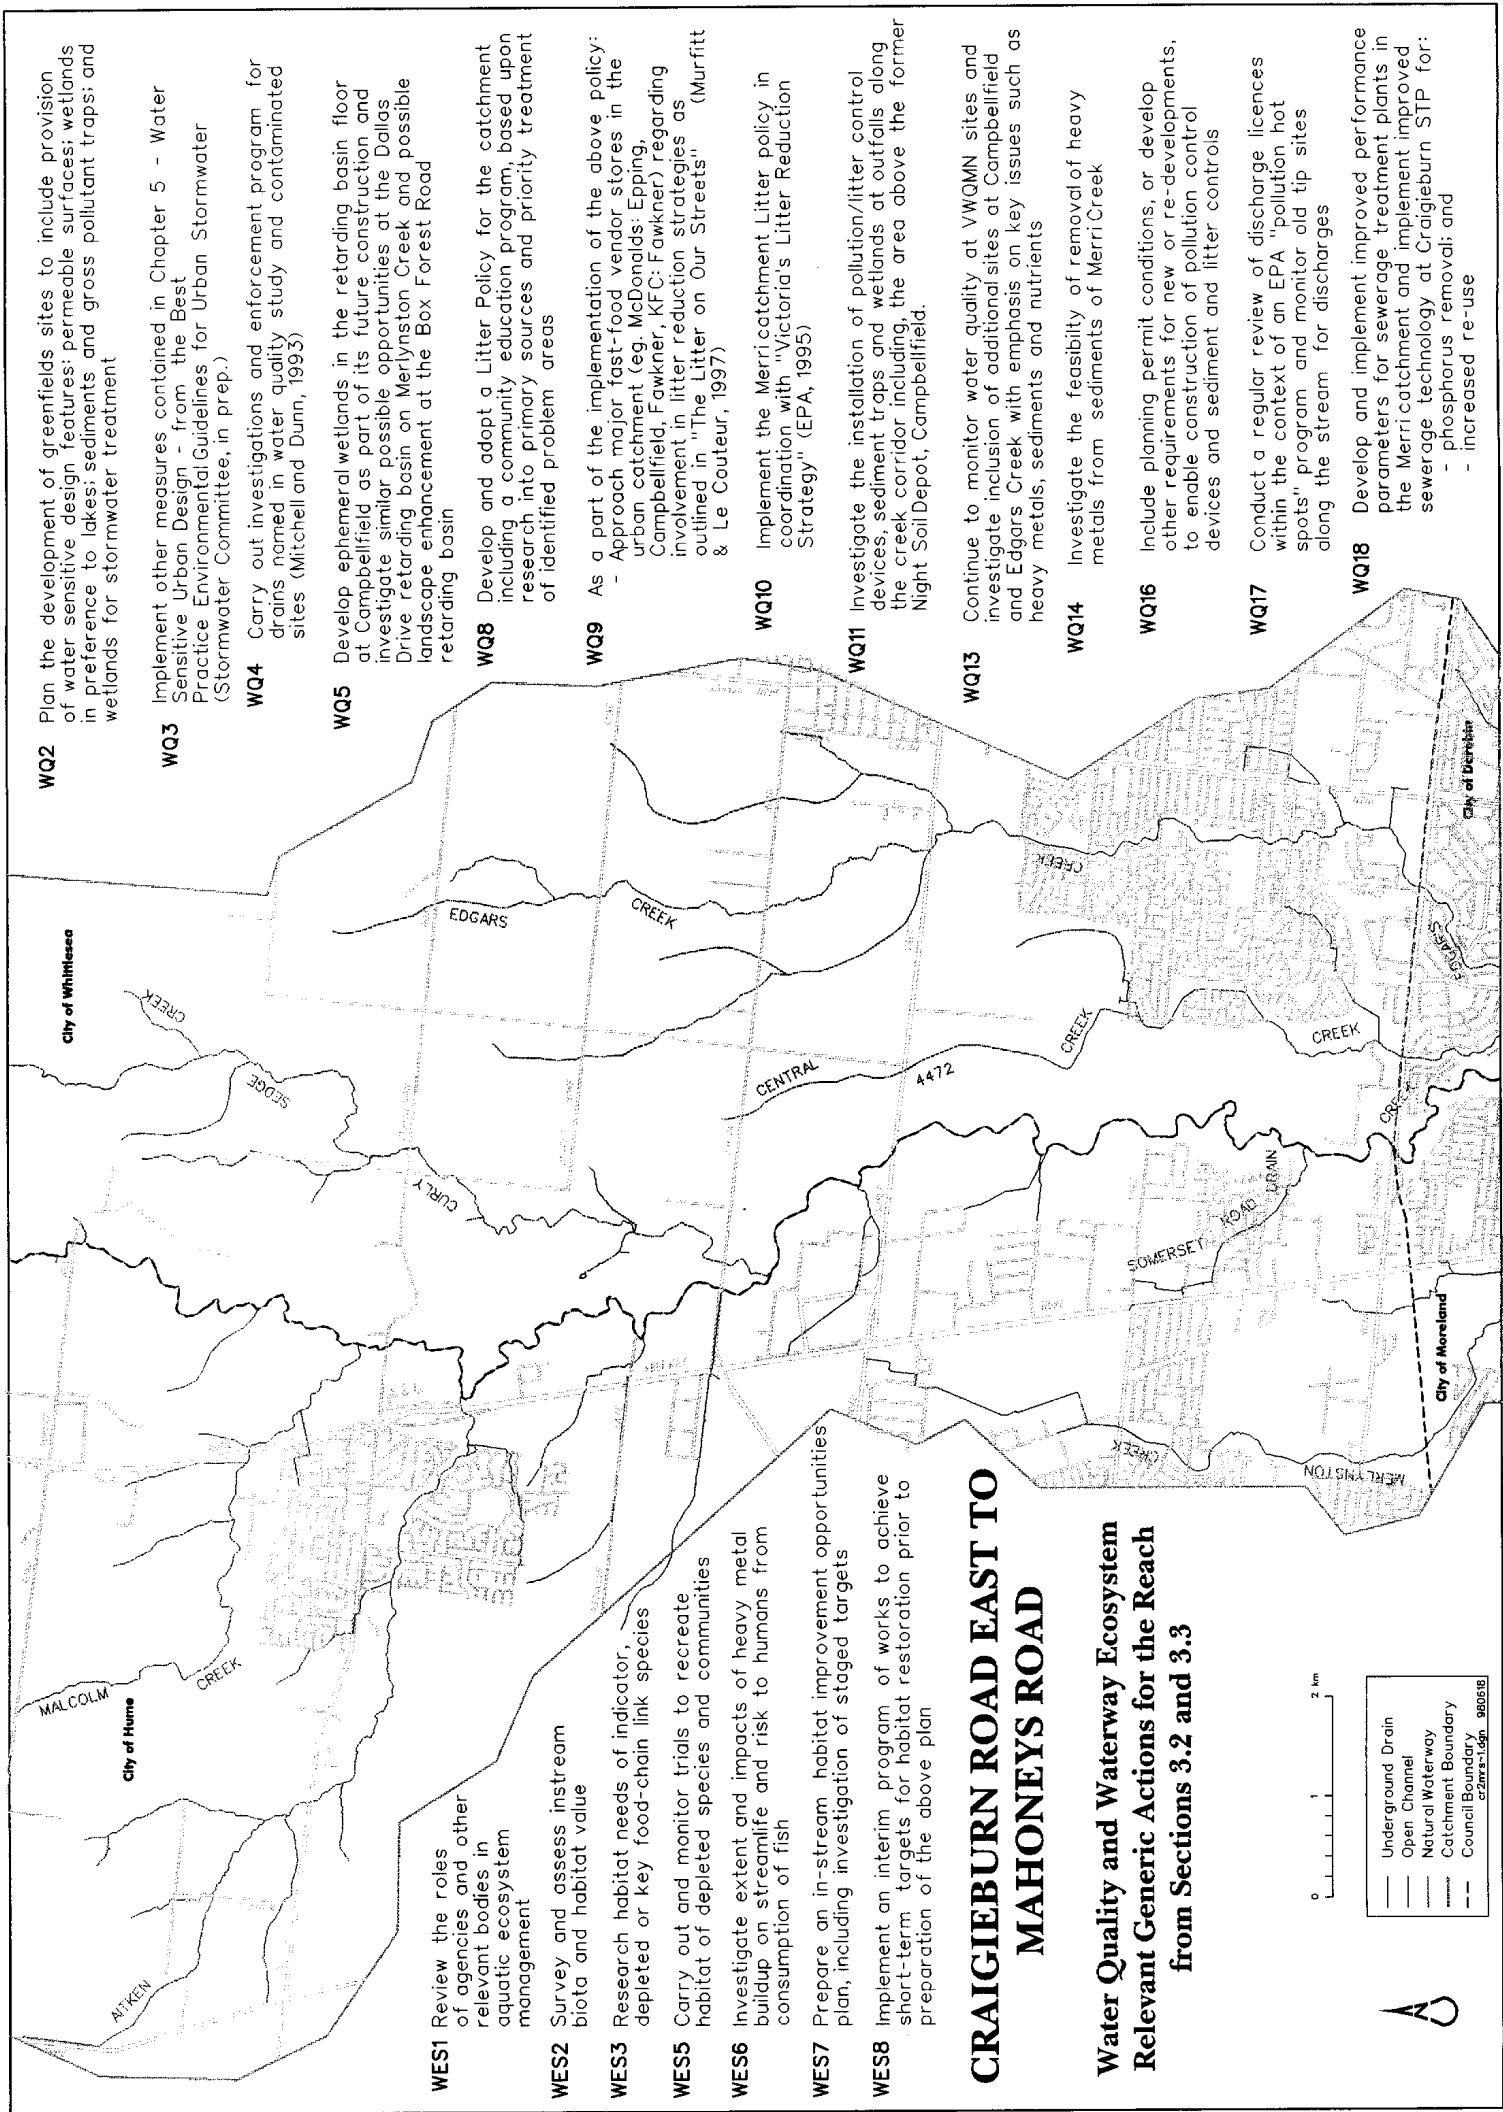 WQ2 Plan the development of greenfields sites to include provision
of water sensitive design features: permeable surfaces; wetlands
in preference to lakes; sediments and gross pollutant traps; and
wetlands for stormwater treatment
WQ3 Implement other measures contained in Chapter 5 - Water
Sensitive Urban Design - from the Best
Practice Environmental Guidelines for Urban Stormwater
(Stormwater Committee, in prep.)
WQ4 Carry out investigations and enforcement program for
drains named in water quality study and contaminated
sites (Mitchell and Dunn, 1993)
WQ5 Develop ephemeral wetlands in the retarding basin floor
at Campbellfield as part of its future construction and
investigate similar possible opportunities at the Dallas
Drive retarding basin on Merlynston Creek and possible
landscape enhancement at the Box Forest Road
retarding basin
WQ8 Develop and adopt a Litter Policy for the catchment
including a community education program, based upon
research into primary sources and priority treatment
of identified problem areas
WQ9 As a part of the implementation of the above policy:
- Approach major fast-food vendor stores in the
urban catchment (eg. McDonalds: Epping,
Campbellfield, Fawkner, KFC: Fawkner) regarding
involvement in litter reduction strategies as
outlined in "The Litter on Our Streets" (Murfitt
& Le Couteur, 1997)
WQ10 Implement the Merri catchment Litter policy in
coordination with "Victoria's Litter Reduction
Strategy" (EPA, 1995)
WQ11 Investigate the installation of pollution/litter control
devices, sediment traps and wetlands at outfalls along
the creek corridor including, the area above the former
Night Soil Depot, Campbellfield.
WQ13 Continue to monitor water quality at VWQMN sites and
investigate inclusion of additional sites at Campbellfield
and Edgars Creek with emphasis on key issues such as
heavy metals, sediments and nutrients
WQ14 Investigate the feasibilty of removal of heavy
metals from sediments of Merri Creek
WQ16 Include planning permit conditions, or develop
other requirements for new or re-developments,
to enable construction of pollution control
devices and sediment and litter controls
WQ17 Conduct a regular review of discharge licences
within the context of an EPA "pollution hot
spots" program and monitor old tip sites
along the stream for discharges
WQ18 Develop and implement improved performance
parameters for sewerage treatment plants in
the Merri catchment and implement improved
sewerage technology at Craigieburn STP for:
- phosphorus removal; and
- increased re-use
City of Whittlesea
CREEK
SEDGE
CURLY
EDGARS
CREEK
CENTRAL
4472
CREEK
CREEK
CREEK
EDGARS
CREEK
City of Darebin
SOMERSET
ROAD
DRAIN
City of Moreland
CREEK
MERLYNSTON
MALCOLM
CREEK
City of Hume
AITKEN
WES1 Review the roles
of agencies and other
relevant bodies in
aquatic ecosystem
management
WES2 Survey and assess instream
biota and habitat value
WES3 Research habitat needs of indicator,
depleted or key food-chain link species
WES5 Carry out and monitor trials to recreate
habitat of depleted species and communities
WES6 Investigate extent and impacts of heavy metal
buildup on streamlife and risk to humans from
consumption of fish
WES7 Prepare an in-stream habitat improvement opportunities
plan, including investigation of staged targets
WES8 Implement an interim program of works to achieve
short-term targets for habitat restoration prior to
preparation of the above plan
CRAIGIEBURN ROAD EAST TO
MAHONEYS ROAD
Water Quality and Waterway Ecosystem
Relevant Generic Actions for the Reach
from Sections 3.2 and 3.3
0 1 2 km
Underground Drain
Open Channel
Natural Waterway
Catchment Boundary
Council Boundary
cr2mrs~1.dgn 980618
N